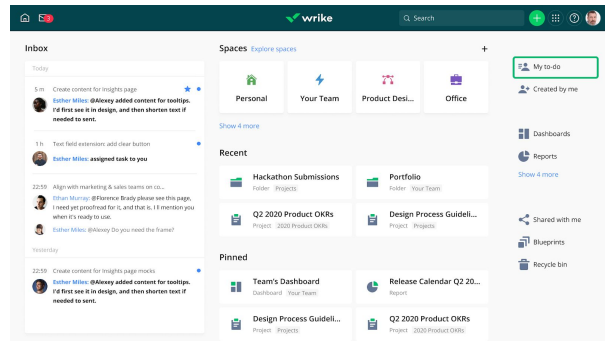 3
wrike
Search
Inbox
Today
5 m Create content for Insights page
Esther Miles: @Alexey added content for tooltips.
I'd first see it in design, and then shorten text if
needed to sent.
1 h Text field extension: add clear button
Esther Miles: assigned task to you
22:59 Align with marketing & sales teams on co...
Ethan Murray: @Florence Brady please see this page,
I need yet proofread for it, and that is. I ll mention you
when it's ready to use.
Esther Miles: @Alexey Do you need the frame?
Yesterday
22:59 Create content for Insights page mocks
Esther Miles: @Alexey added content for tooltips.
I'd first see it in design, and then shorten text if
needed to sent.
Spaces Explore spaces
Personal
Your Team
Product Desi...
Office
Show 4 more
Recent
Hackathon Submissions
Folder Projects
Portfolio
Folder Your Team
Q2 2020 Product OKRs
Project 2020 Product OKRs
Design Process Guideli...
Project Projects
Pinned
Team's Dashboard
Dashboard Your Team
Release Calendar Q2 20...
Report
Design Process Guideli...
Project Projects
Q2 2020 Product OKRs
Project 2020 Product OKRs
My to-do
Created by me
Dashboards
Reports
Show 4 more
Shared with me
Blueprints
Recycle bin